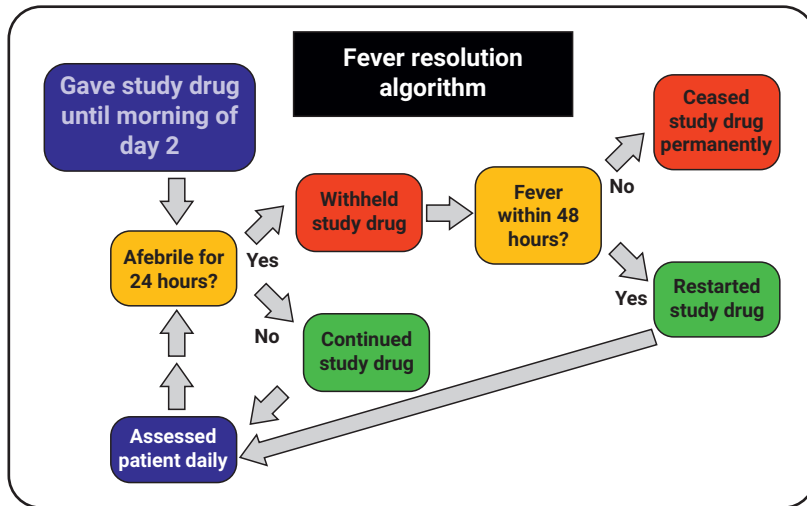 Fever resolution
algorithm
Gave study drug
until morning of
day 2
Ceased
study drug
permanently
No
Withheld
study drug
Fever
within 48
hours?
Afebrile for
24 hours?
Yes
Yes
Restarted
study drug
No
Continued
study drug
Assessed
patient daily